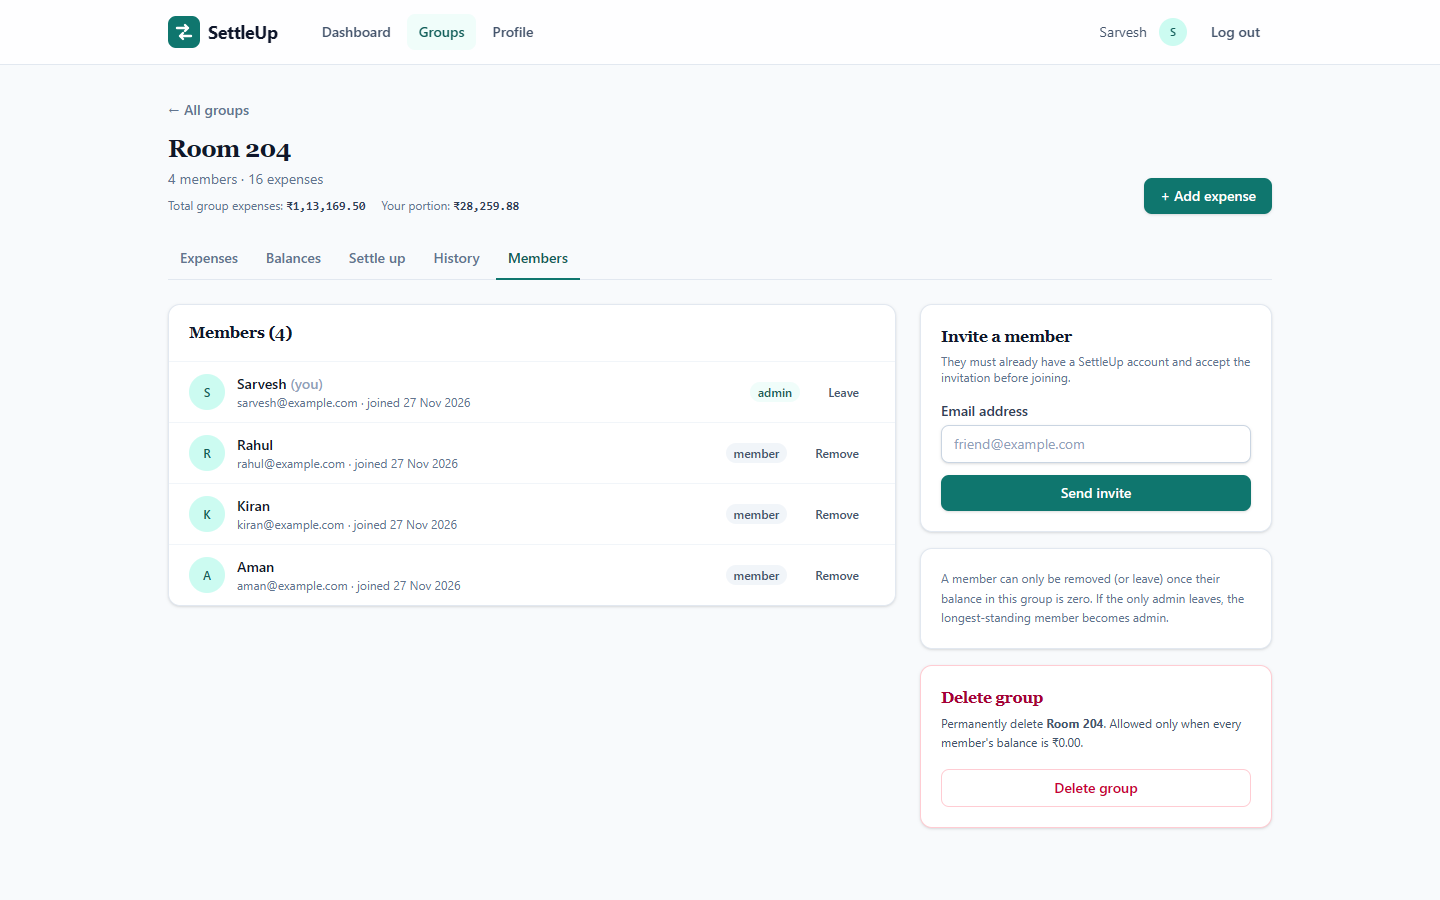 SettleUp
Dashboard
Groups
Profile
Sarvesh
S
Log out
← All groups
Room 204
4 members · 16 expenses
Total group expenses: ₹1,13,169.50 Your portion: ₹28,259.88
+ Add expense
Expenses
Balances
Settle up
History
Members
Members (4)
S
Sarvesh (you)
sarvesh@example.com · joined 27 Nov 2026
admin
Leave
R
Rahul
rahul@example.com · joined 27 Nov 2026
member
Remove
K
Kiran
kiran@example.com · joined 27 Nov 2026
member
Remove
A
Aman
aman@example.com · joined 27 Nov 2026
member
Remove
Invite a member
They must already have a SettleUp account and accept the
invitation before joining.
Email address
friend@example.com
Send invite
A member can only be removed (or leave) once their
balance in this group is zero. If the only admin leaves, the
longest-standing member becomes admin.
Delete group
Permanently delete Room 204. Allowed only when every
member's balance is ₹0.00.
Delete group